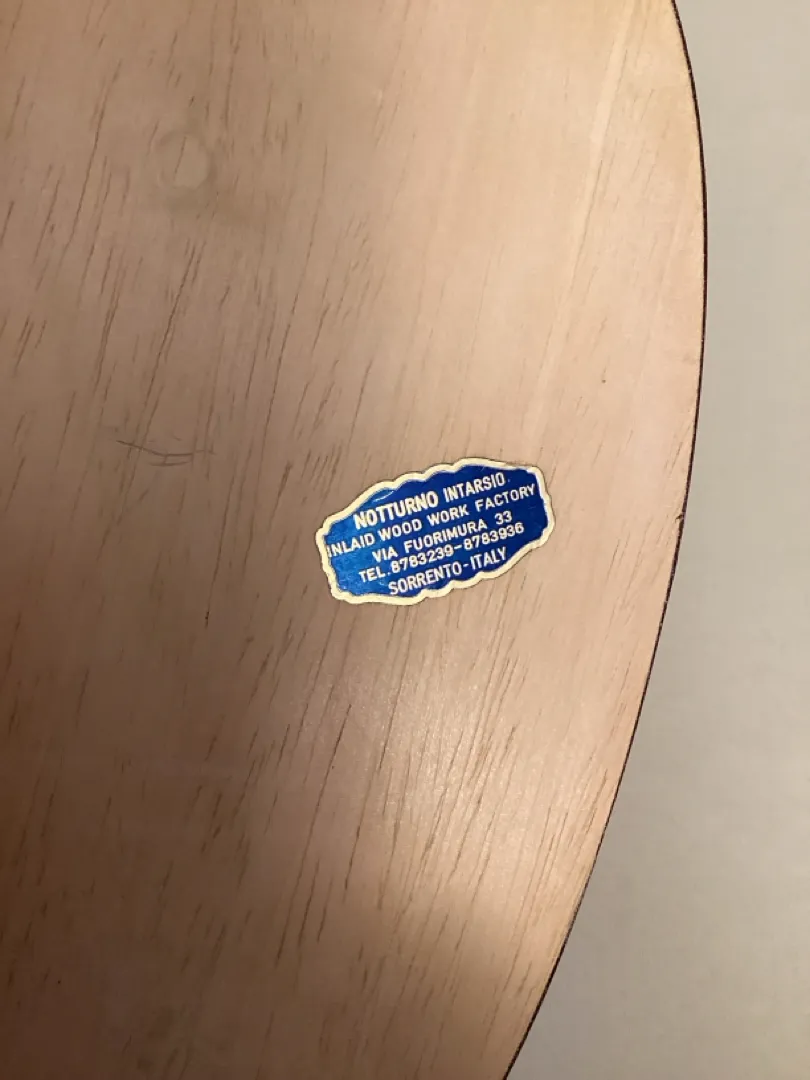 NOTTURNO INTARSIO
INLAID WOOD WORK FACTORY
VIA FUORIMURA 33
TEL.8783239-8783936
SORRENTO-ITALY